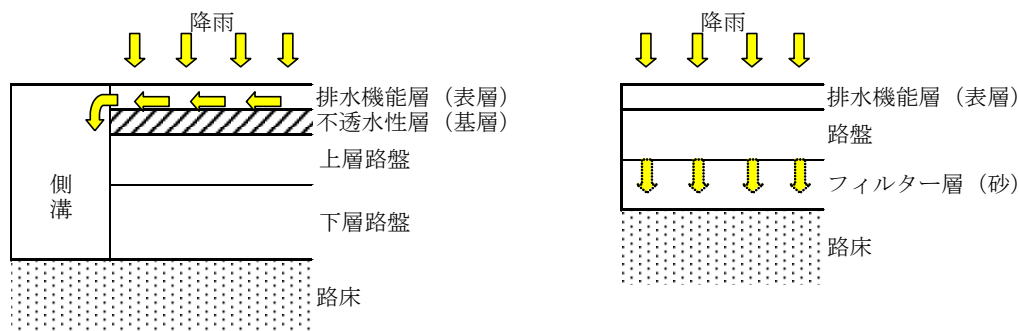 降雨
排水機能層（表層）
不透水性層（基層）
上層路盤
側溝
下層路盤
路床
降雨
排水機能層（表層）
路盤
フィルター層（砂）
路床